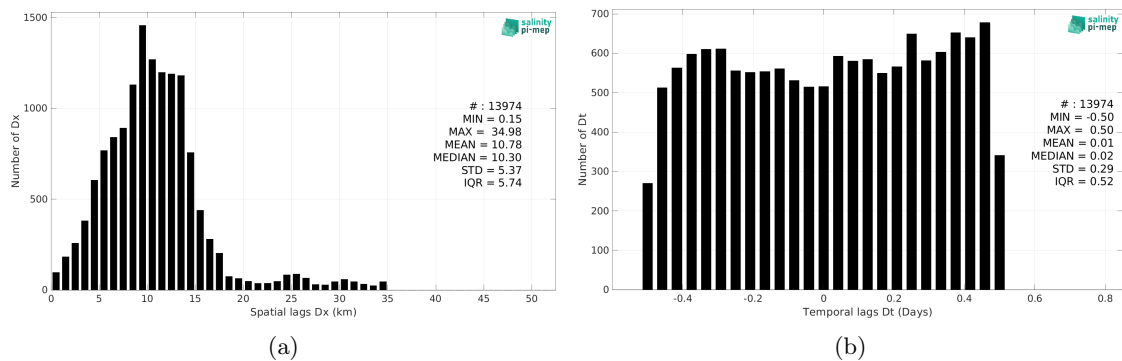 1500
1000
500
0
Number of Dx
0 5 10 15 20 25 30 35 40 45 50
Spatial lags Dx (km)
salinity
pi-mep
# : 13974
MIN = 0.15
MAX = 34.98
MEAN = 10.78
MEDIAN = 10.30
STD = 5.37
IQR = 5.74
(a)
700
600
500
400
300
200
100
0
Number of Dt
-0.4 -0.2 0 0.2 0.4 0.6 0.8
Temporal lags Dt (Days)
salinity
pi-mep
# : 13974
MIN = -0.50
MAX = 0.50
MEAN = 0.01
MEDIAN = 0.02
STD = 0.29
IQR = 0.52
(b)